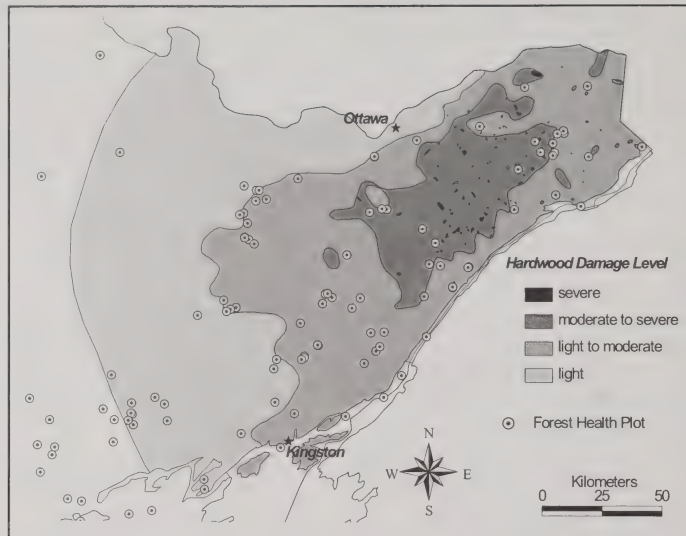 Ottawa
Hardwood Damage Level
severe
moderate to severe
light to moderate
light
Forest Health Plot
Kingston
N
W E
S
Kilometers
0 25 50